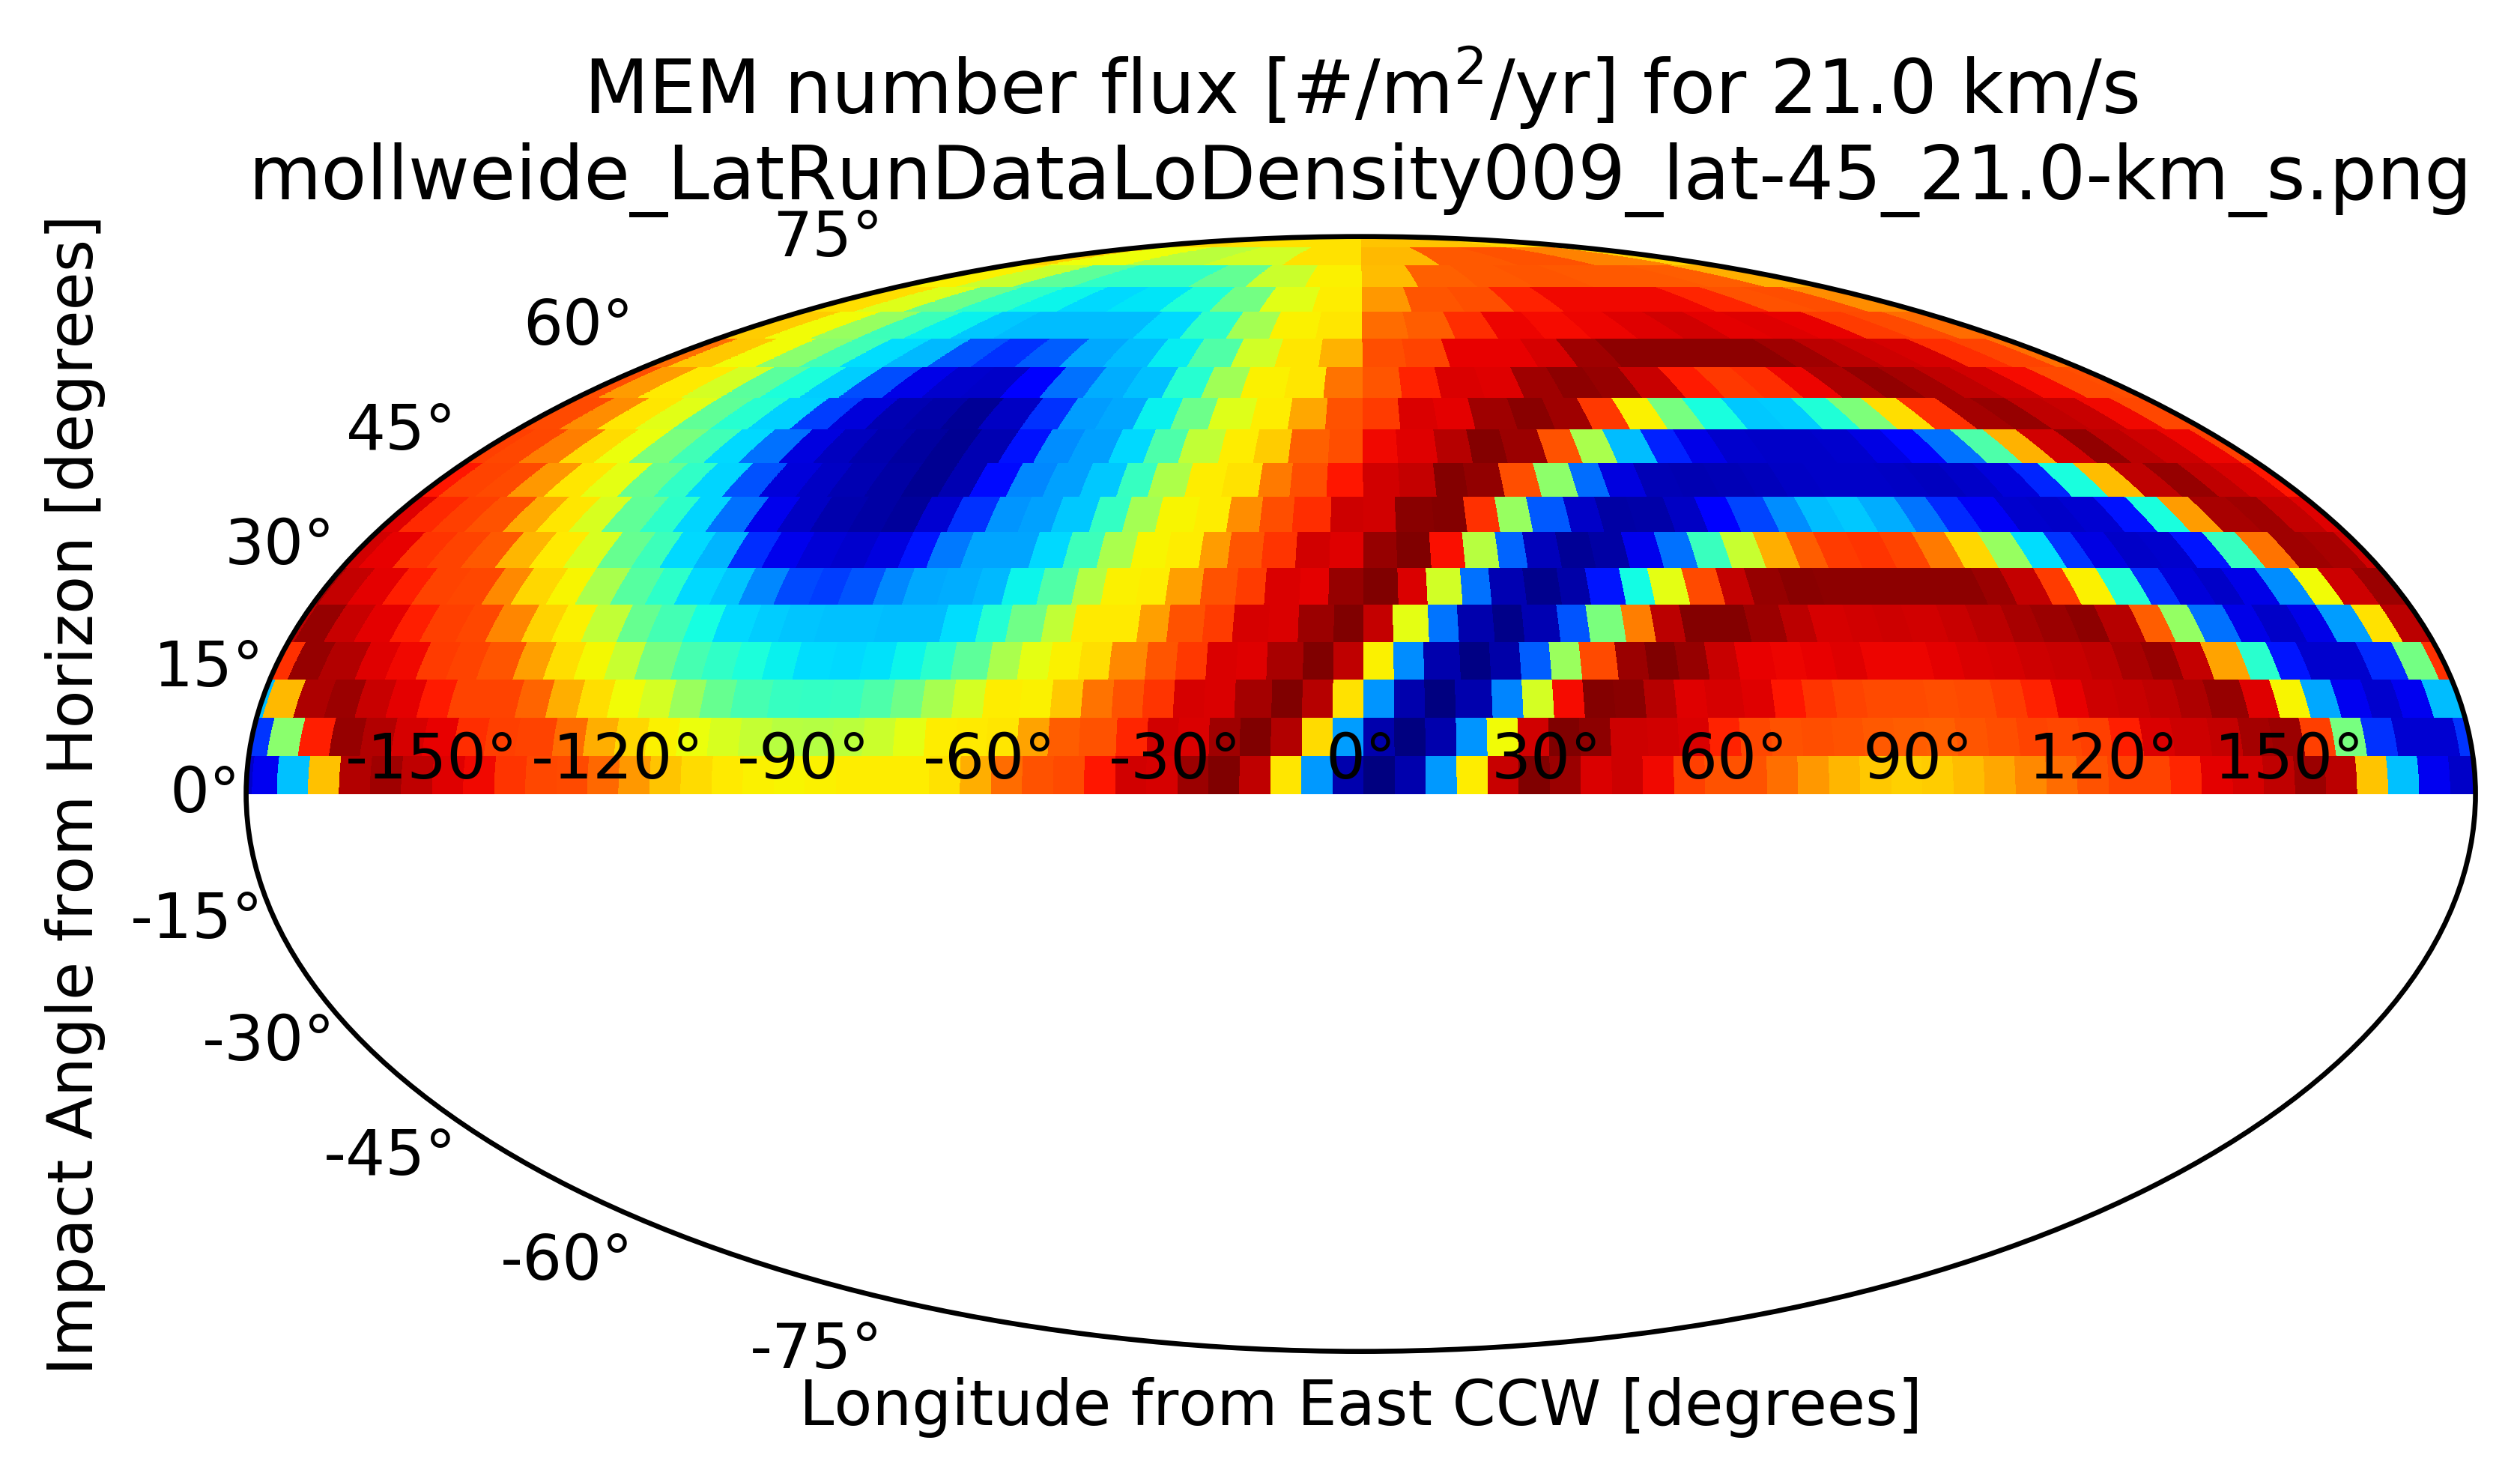 MEM number flux [#/m²/yr] for 21.0 km/s
mollweide_LatRunDataLoDensity009_lat-45_21.0-km_s.png
Impact Angle from Horizon [degrees]
75°
60°
45°
30°
15°
0°
-15°
-30°
-45°
-60°
-75°
-150° -120° -90° -60° -30° 0° 30° 60° 90° 120° 150°
Longitude from East CCW [degrees]